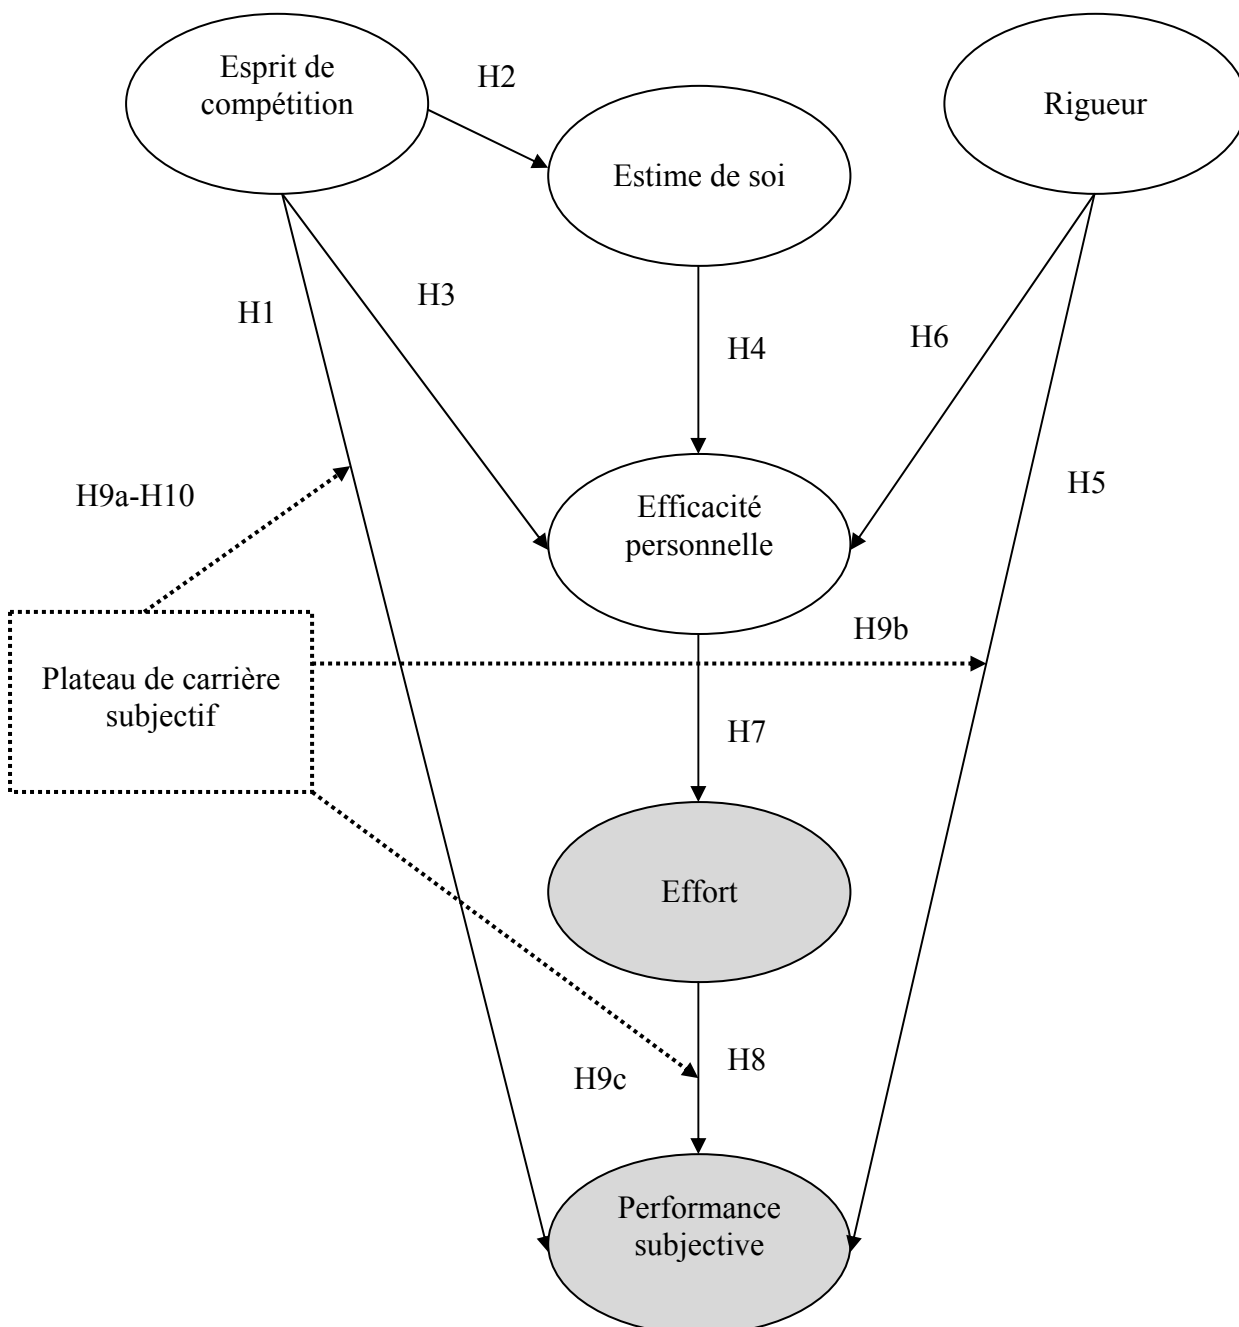 Esprit de
compétition
H2
Estime de soi
Rigueur
H1
H3
H4
H6
H5
H9a-H10
Efficacité
personnelle
H9b
Plateau de carrière
subjectif
H7
Effort
H8
H9c
Performance
subjective